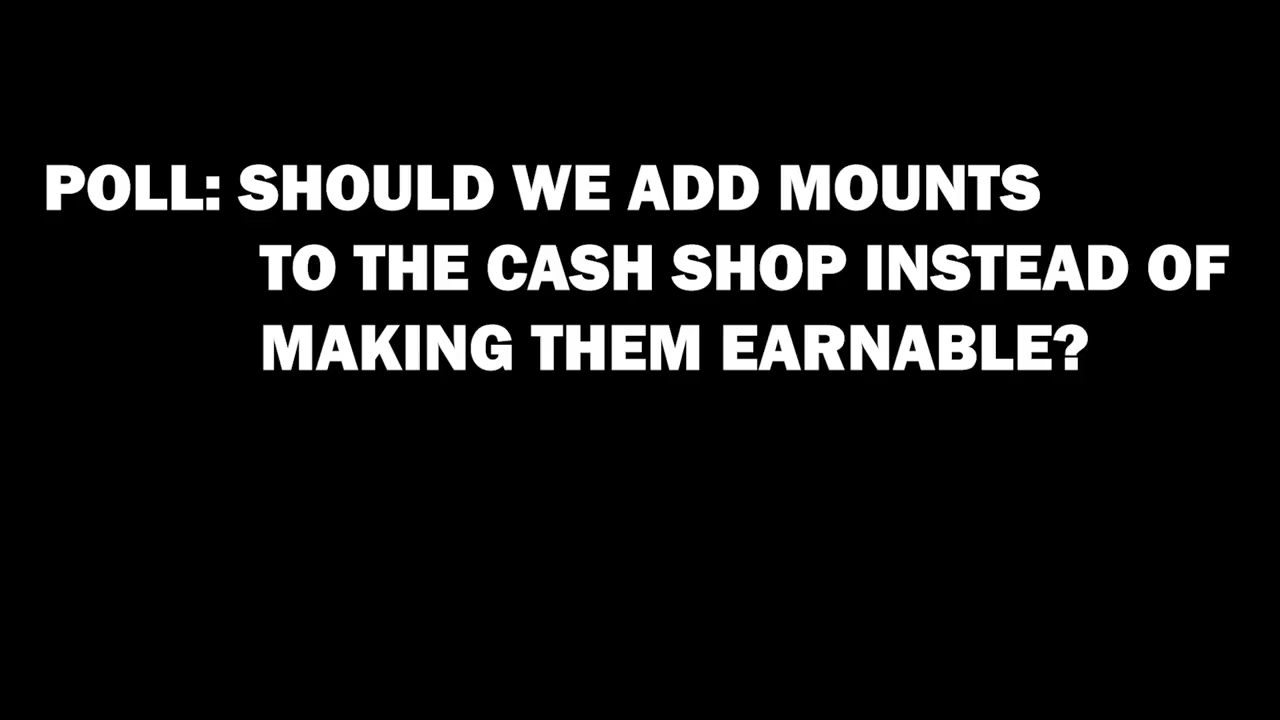 POLL: SHOULD WE ADD MOUNTS
TO THE CASH SHOP INSTEAD OF
MAKING THEM EARNABLE?